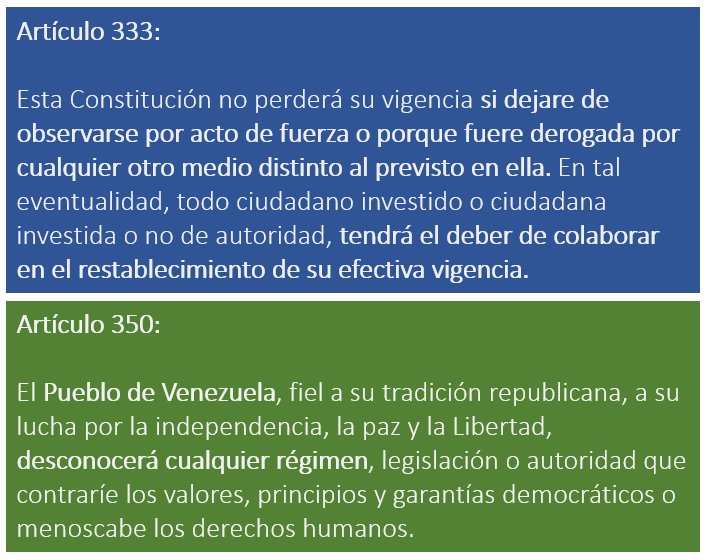 Artículo 333:
Esta Constitución no perderá su vigencia si dejare de
observarse por acto de fuerza o porque fuere derogada por
cualquier otro medio distinto al previsto en ella. En tal
eventualidad, todo ciudadano investido o ciudadana
investida o no de autoridad, tendrá el deber de colaborar
en el restablecimiento de su efectiva vigencia.
Artículo 350:
El Pueblo de Venezuela, fiel a su tradición republicana, a su
lucha por la independencia, la paz y la Libertad,
desconocerá cualquier régimen, legislación o autoridad que
contraríe los valores, principios y garantías democráticos o
menoscabe los derechos humanos.